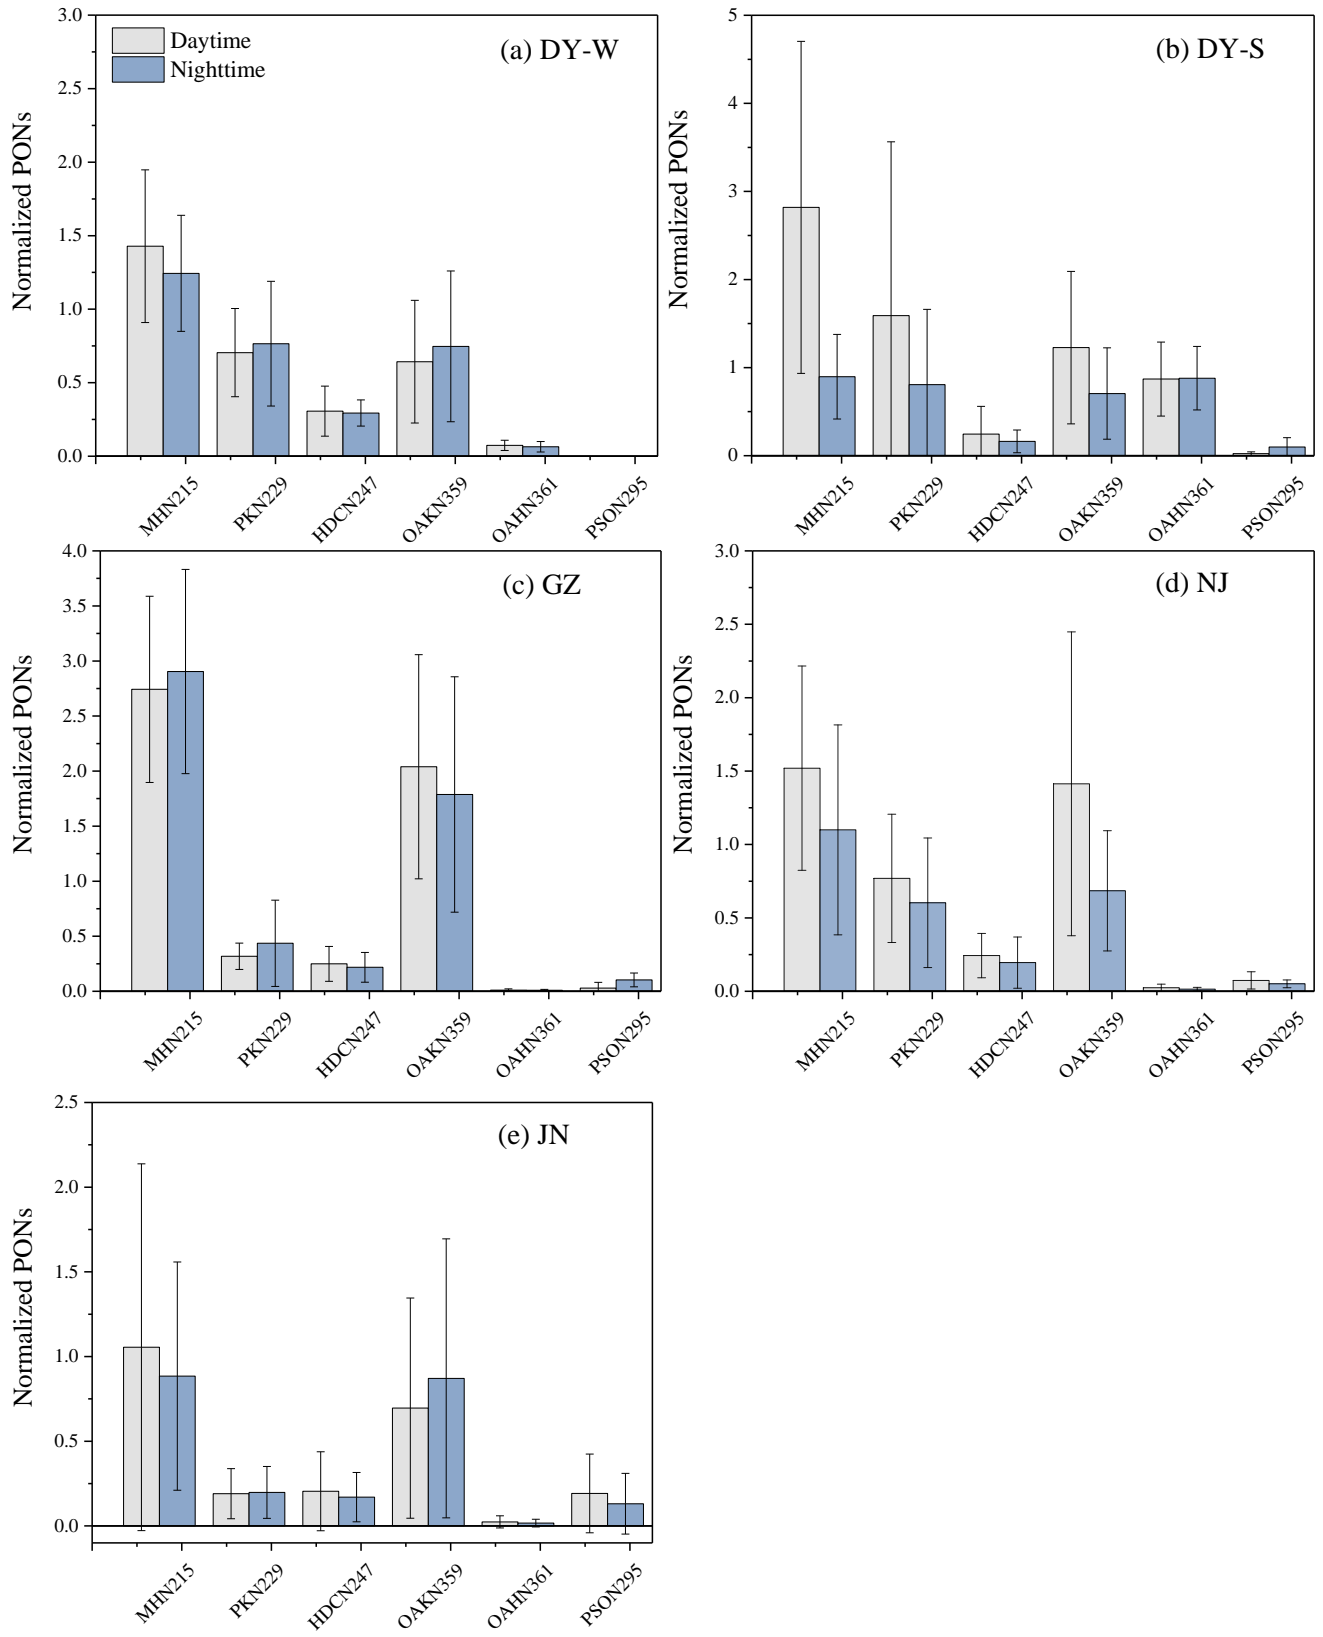 Daytime
Nighttime
(a) DY-W
Normalized PONs
3.0
2.5
2.0
1.5
1.0
0.5
0.0
MHN215 PKN229 HDCN247 OAKN359 OAHN361 PSON295
(b) DY-S
Normalized PONs
5
4
3
2
1
0
MHN215 PKN229 HDCN247 OAKN359 OAHN361 PSON295
(c) GZ
Normalized PONs
4.0
3.5
3.0
2.5
2.0
1.5
1.0
0.5
0.0
MHN215 PKN229 HDCN247 OAKN359 OAHN361 PSON295
(d) NJ
Normalized PONs
3.0
2.5
2.0
1.5
1.0
0.5
0.0
MHN215 PKN229 HDCN247 OAKN359 OAHN361 PSON295
(e) JN
Normalized PONs
2.5
2.0
1.5
1.0
0.5
0.0
MHN215 PKN229 HDCN247 OAKN359 OAHN361 PSON295